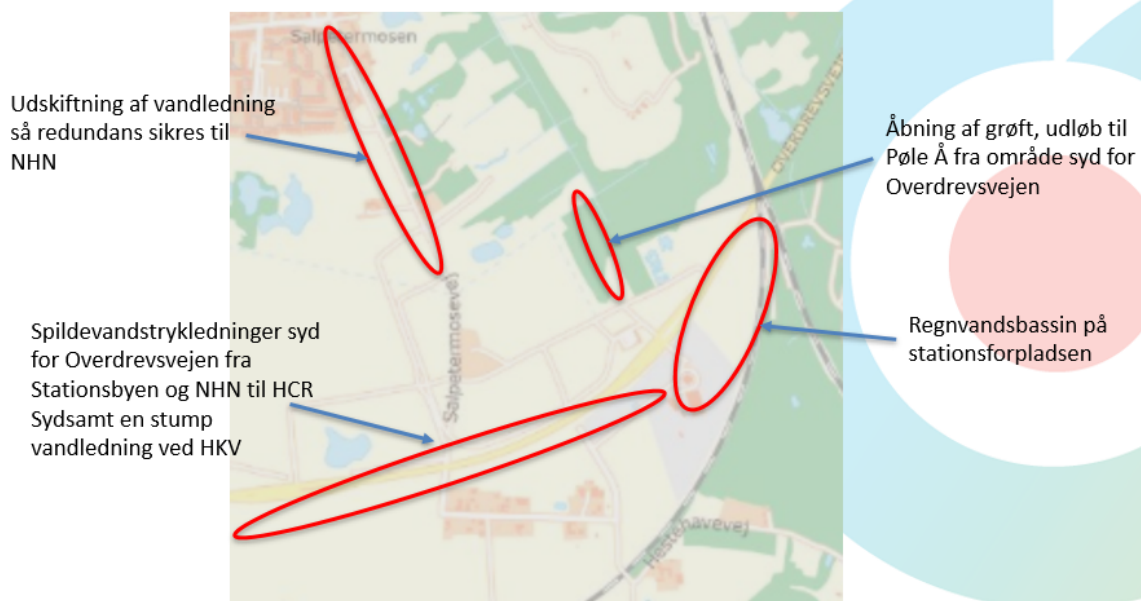 Salpetermosen
Udskiftning af vandledning
så redundans sikres til
NHN
OVERDREVSVEJEN
Åbning af grøft, udløb til
Pøle Å fra område syd for
Overdrevsvejen
Salpetermosevej
Spildevandstrykledninger syd
for Overdrevsvejen fra
Stationsbyen og NHN til HCR
Sydsamt en stump
vandledning ved HKV
Regnvandsbassin på
stationsforpladsen
Hestehavevej